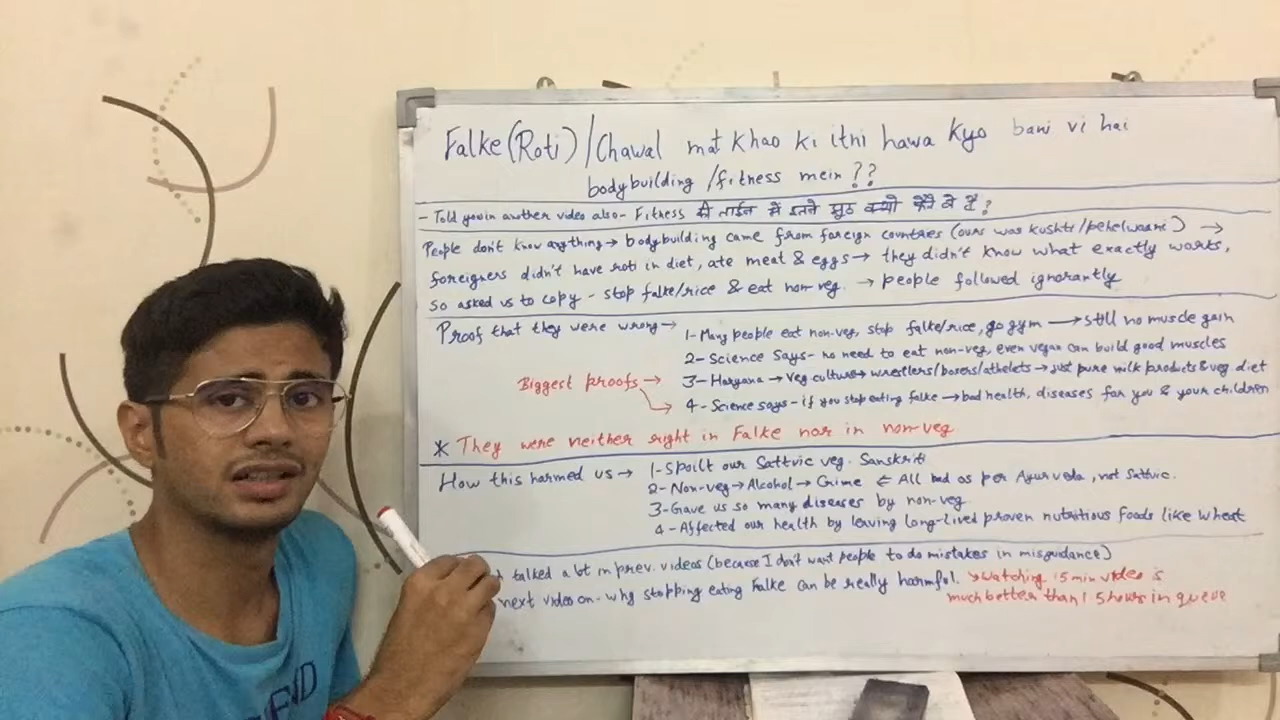 Falke (Roti) / Chawal mat Khao ki itni hawa Kyo bani vi hai
bodybuilding /fitness mein ??
- Told you in another video also - Fitness की लाईन में इतने झूठ क्यो फैले वे हैं ?
People don't know anything → bodybuilding came from foreign countries (ours was kushti/pehelwaani) →
foreigners didn't have roti in diet, ate meat & eggs → they didn't know what exactly works,
so asked us to copy - stop falke/rice & eat non-veg. → people followed ignorantly
Proof that they were wrong → 1- Many people eat non-veg, stop falke/rice, go gym → still no muscle gain
2- Science Says - no need to eat non-veg, even vegan can build good muscles
Biggest proofs → 3- Haryana → veg culture → wrestlers/boxers/athelets → just pure milk products & veg diet
4- Science says - if you stop eating falke → bad health, diseases for you & your children
* They were neither right in Falke nor in non-veg
How this harmed us → 1- Spoilt our Sattvic veg. Sanskriti
2- Non-veg → Alcohol → Crime ← All bad as per Ayurveda, not Sattvic.
3- Gave us so many diseases by non-veg.
4- Affected our health by leaving long-lived proven nutritious foods like wheat
talked a lot in prev. videos (because I don't want people to do mistakes in misguidance)
next video on - why stopping eating Falke can be really harmful. → watching 15 min video is
much better than 1.5 hours in queue